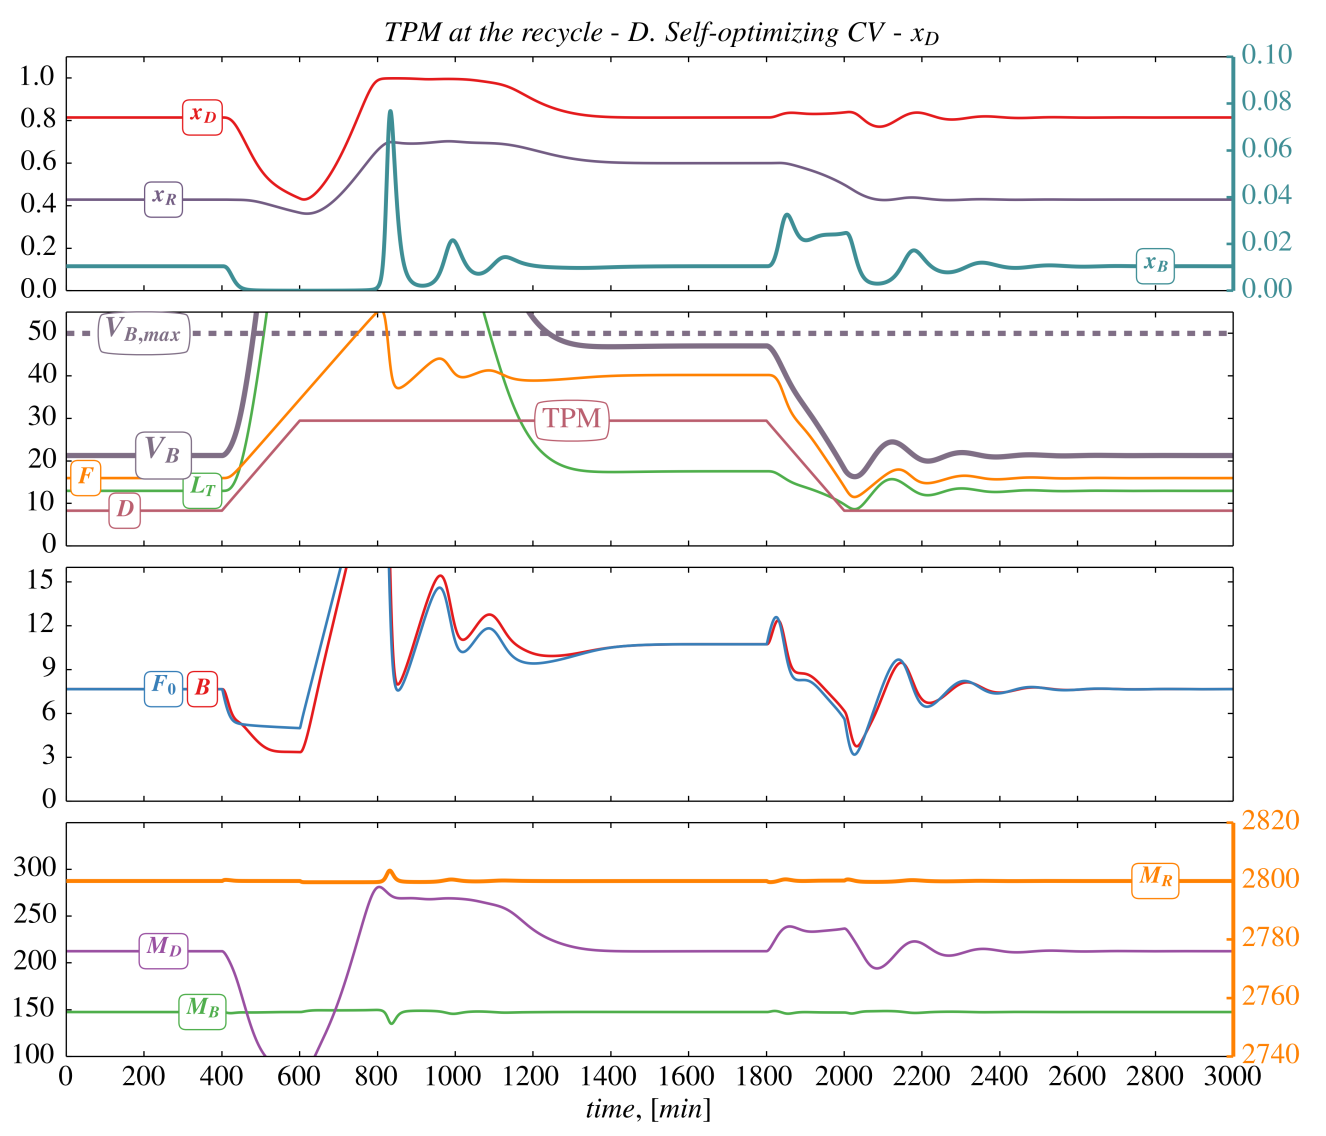 TPM at the recycle - D. Self-optimizing CV - x_D
1.0
0.8
0.6
0.4
0.2
0.0
x_D
x_R
x_B
0.10
0.08
0.06
0.04
0.02
0.00
50
40
30
20
10
0
V_B,max
V_B
F
L_T
D
TPM
15
12
9
6
3
0
F_0
B
300
250
200
150
100
M_D
M_B
M_R
2820
2800
2780
2760
2740
0 200 400 600 800 1000 1200 1400 1600 1800 2000 2200 2400 2600 2800 3000
time, [min]